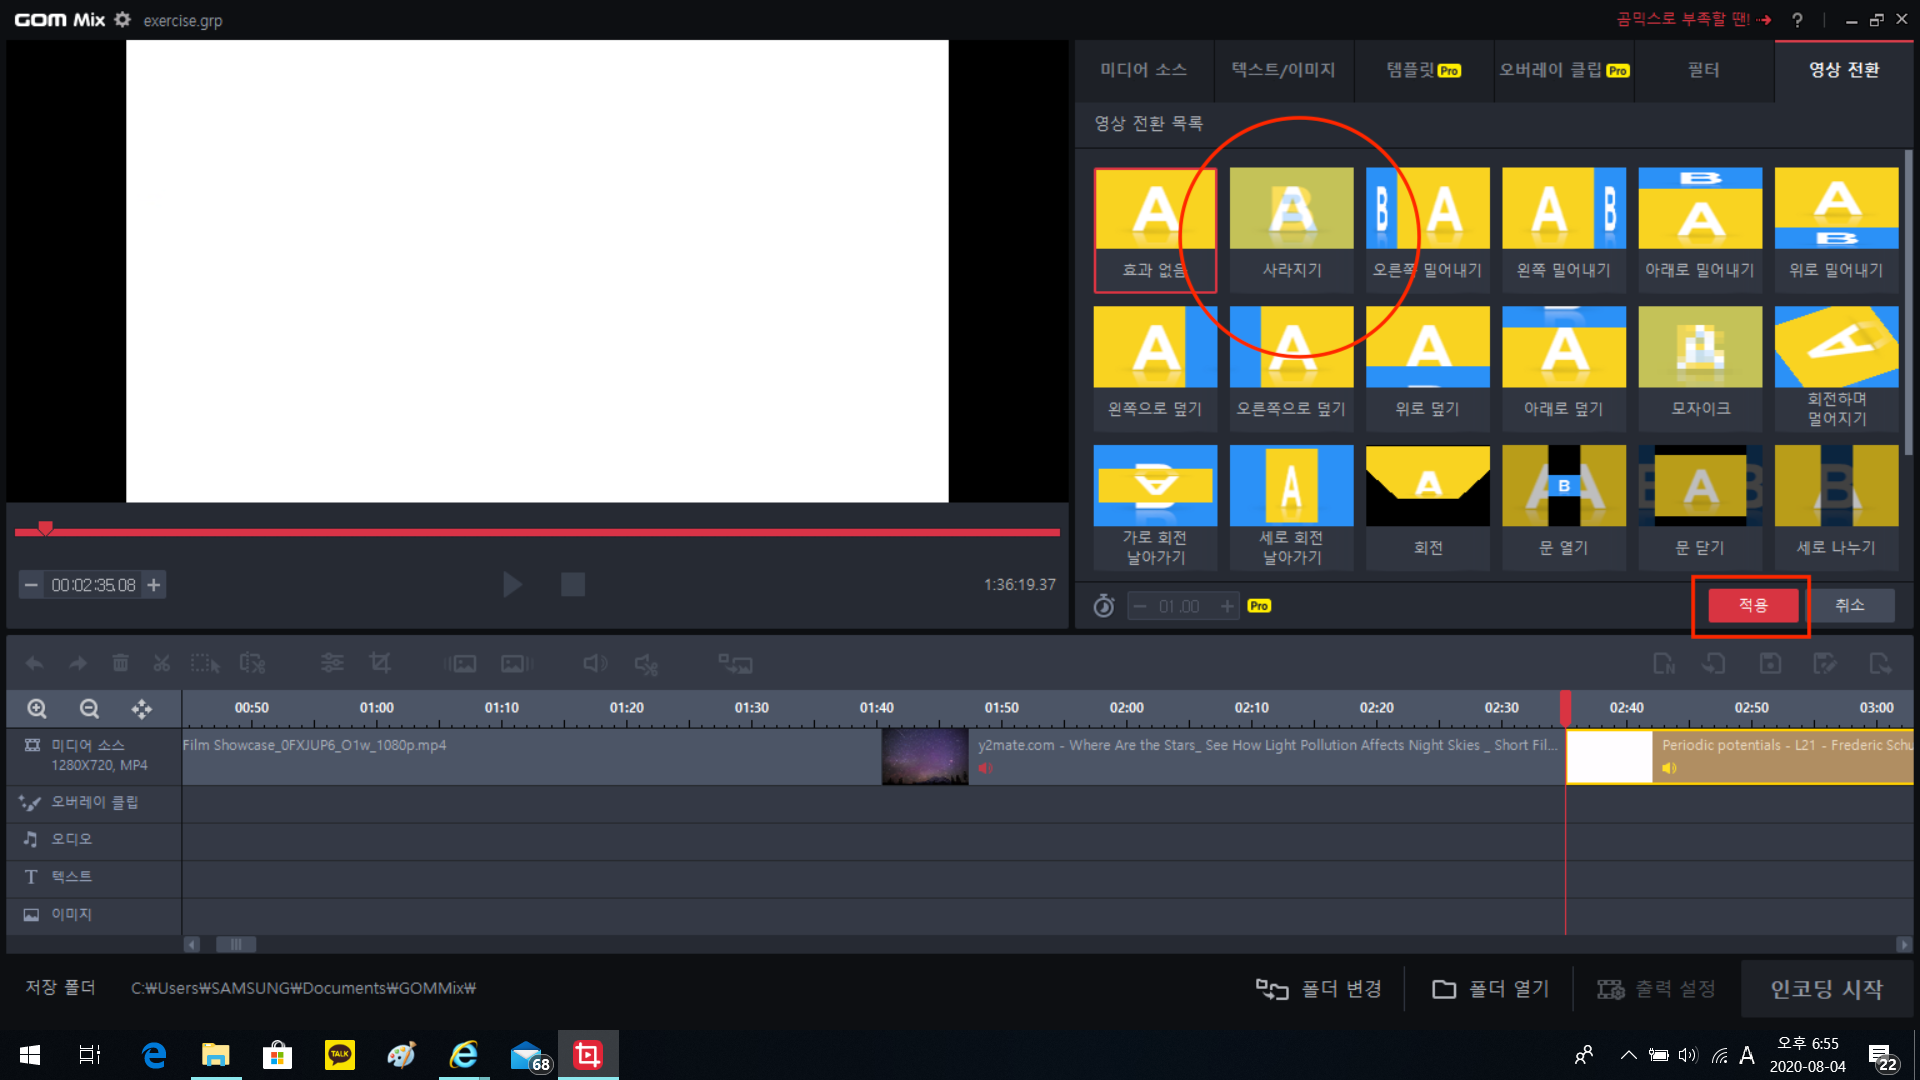 GOM Mix
exercise.grp
곰믹스로 부족할 땐!
?
미디어 소스
텍스트/이미지
템플릿 Pro
오버레이 클립 Pro
필터
영상 전환
영상 전환 목록
A
B
A
B A
A B
B
A
A
B
효과 없음
사라지기
오른쪽 밀어내기
왼쪽 밀어내기
아래로 밀어내기
위로 밀어내기
A
A
A
A
A
왼쪽으로 덮기
오른쪽으로 덮기
위로 덮기
아래로 덮기
모자이크
회전하며
멀어지기
A
A
A
A B A
B A B
B A
가로 회전
날아가기
세로 회전
날아가기
회전
문 열기
문 닫기
세로 나누기
00:02:35.08
1:36:19.37
01.00
Pro
적용
취소
00:50
01:00
01:10
01:20
01:30
01:40
01:50
02:00
02:10
02:20
02:30
02:40
02:50
03:00
미디어 소스
1280X720, MP4
Film Showcase_0FXJUP6_O1w_1080p.mp4
y2mate.com - Where Are the Stars_ See How Light Pollution Affects Night Skies _ Short Fil...
Periodic potentials - L21 - Frederic Schu
오버레이 클립
오디오
T 텍스트
이미지
저장 폴더
C:₩Users₩SAMSUNG₩Documents₩GOMMix₩
폴더 변경
폴더 열기
출력 설정
인코딩 시작
TALK
68
A
오후 6:55
2020-08-04
22